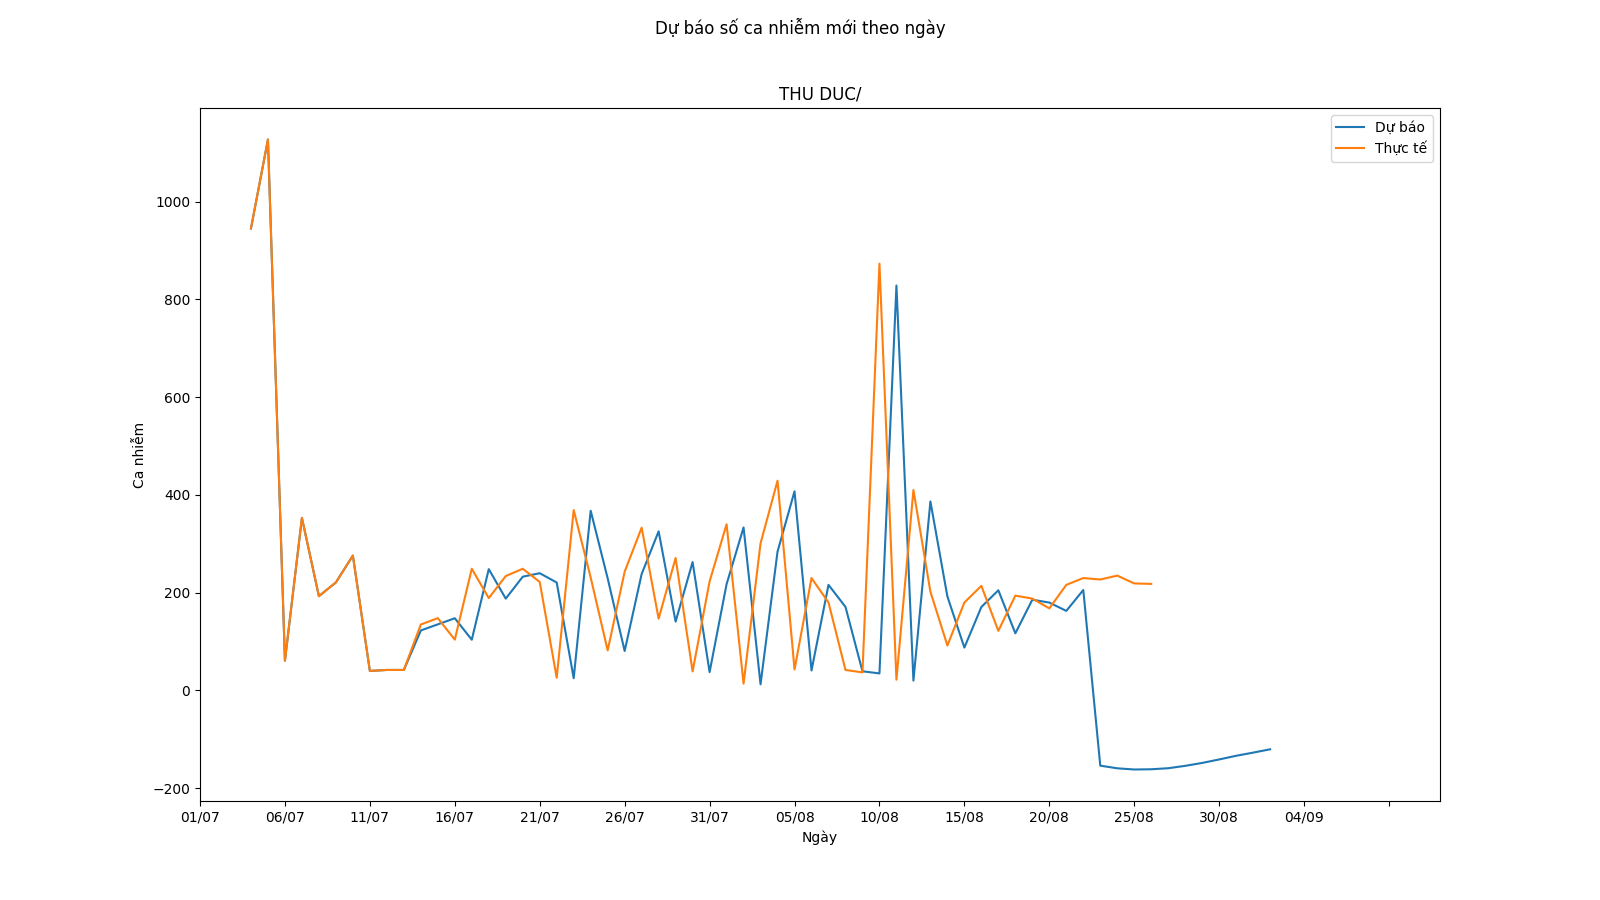 Dự báo số ca nhiễm mới theo ngày
THU DUC/
Dự báo
Thực tế
1000
800
600
400
200
0
−200
Ca nhiễm
01/07 06/07 11/07 16/07 21/07 26/07 31/07 05/08 10/08 15/08 20/08 25/08 30/08 04/09
Ngày